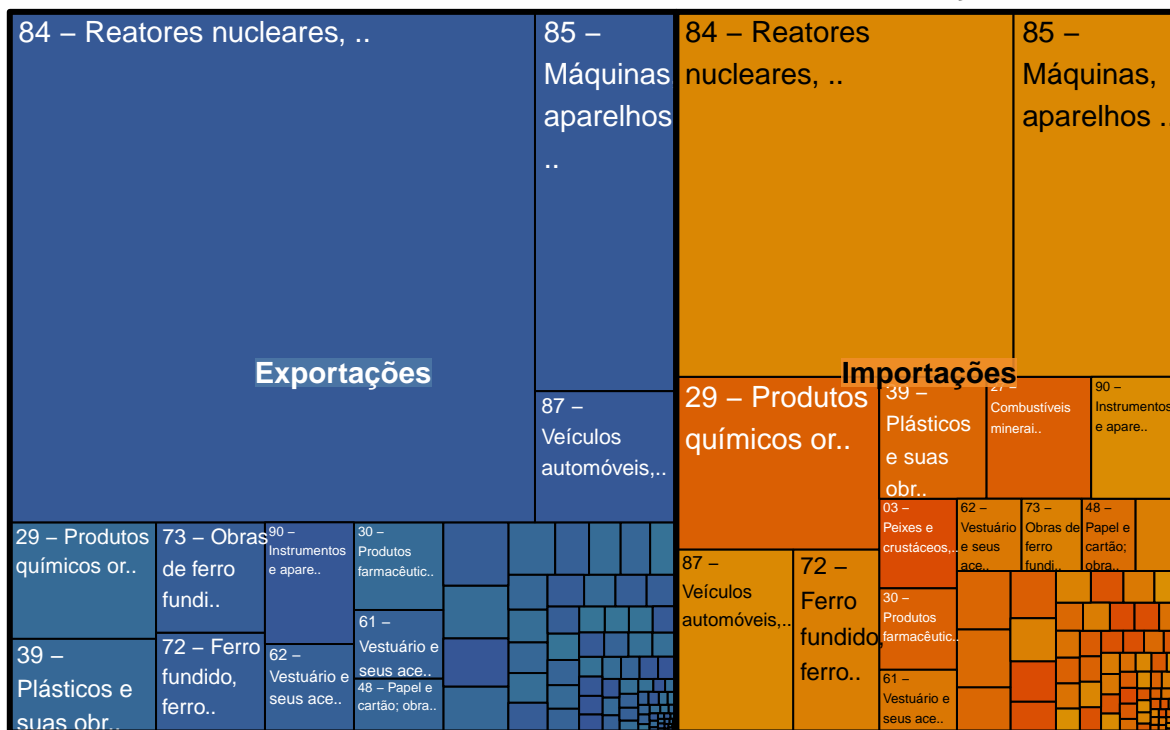 84 – Reatores nucleares, ..
85 –
Máquinas,
aparelhos
..
87 –
Veículos
automóveis,..
Exportações
29 – Produtos
químicos or..
39 –
Plásticos e
suas obr..
73 – Obras
de ferro
fundi..
72 – Ferro
fundido,
ferro..
90 –
Instrumentos
e apare..
62 –
Vestuário e
seus ace..
30 –
Produtos
farmacêutic..
61 –
Vestuário e
seus ace..
48 – Papel e
cartão; obra..
84 – Reatores
nucleares, ..
85 –
Máquinas,
aparelhos ..
Importações
29 – Produtos
químicos or..
87 –
Veículos
automóveis,..
72 –
Ferro
fundido,
ferro..
39 –
Plásticos
e suas
obr..
27 –
Combustíveis
minerai..
90 –
Instrumentos
e apare..
03 –
Peixes e
crustáceos,..
30 –
Produtos
farmacêutic..
61 –
Vestuário e
seus ace..
62 –
Vestuário
e seus
ace..
73 –
Obras de
ferro
fundi..
48 –
Papel e
cartão;
obra..